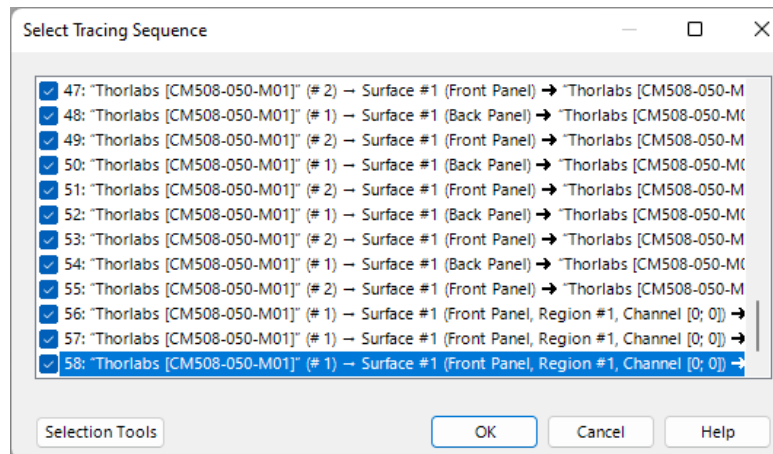 Select Tracing Sequence
47: "Thorlabs [CM508-050-M01]" (# 2) → Surface #1 (Front Panel) ➔ "Thorlabs [CM508-050-M
48: "Thorlabs [CM508-050-M01]" (# 1) → Surface #1 (Back Panel) ➔ "Thorlabs [CM508-050-M(
49: "Thorlabs [CM508-050-M01]" (# 2) → Surface #1 (Front Panel) ➔ "Thorlabs [CM508-050-M
50: "Thorlabs [CM508-050-M01]" (# 1) → Surface #1 (Back Panel) ➔ "Thorlabs [CM508-050-M(
51: "Thorlabs [CM508-050-M01]" (# 2) → Surface #1 (Front Panel) ➔ "Thorlabs [CM508-050-M
52: "Thorlabs [CM508-050-M01]" (# 1) → Surface #1 (Back Panel) ➔ "Thorlabs [CM508-050-M(
53: "Thorlabs [CM508-050-M01]" (# 2) → Surface #1 (Front Panel) ➔ "Thorlabs [CM508-050-M
54: "Thorlabs [CM508-050-M01]" (# 1) → Surface #1 (Back Panel) ➔ "Thorlabs [CM508-050-M(
55: "Thorlabs [CM508-050-M01]" (# 2) → Surface #1 (Front Panel) ➔ "Thorlabs [CM508-050-M
56: "Thorlabs [CM508-050-M01]" (# 1) → Surface #1 (Front Panel, Region #1, Channel [0; 0]) ➔
57: "Thorlabs [CM508-050-M01]" (# 1) → Surface #1 (Front Panel, Region #1, Channel [0; 0]) ➔
58: "Thorlabs [CM508-050-M01]" (# 1) → Surface #1 (Front Panel, Region #1, Channel [0; 0]) ➔
Selection Tools OK Cancel Help